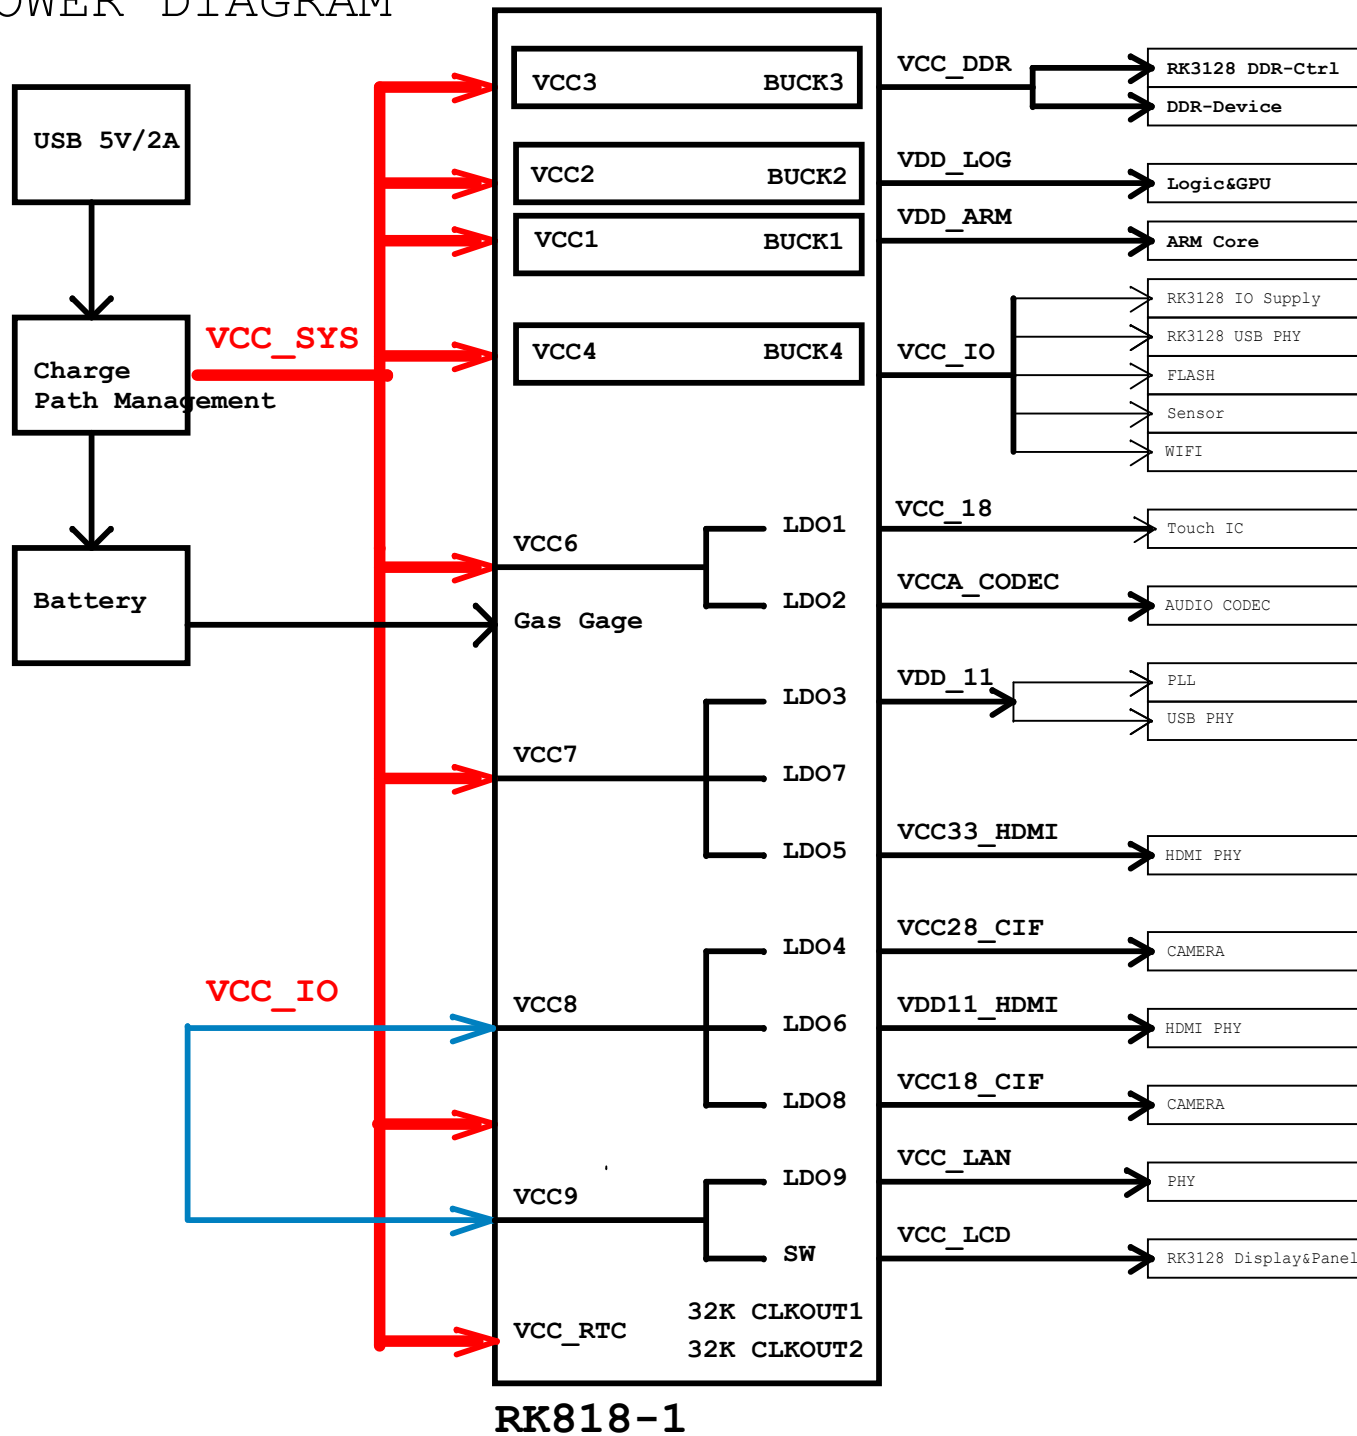 OWER DIAGRAM
USB 5V/2A
Charge
Path Management
Battery
VCC_SYS
VCC_IO
VCC3 BUCK3
VCC2 BUCK2
VCC1 BUCK1
VCC4 BUCK4
VCC6
LDO1
LDO2
Gas Gage
VCC7
LDO3
LDO7
LDO5
VCC8
LDO4
LDO6
LDO8
VCC9
LDO9
SW
VCC_RTC
32K CLKOUT1
32K CLKOUT2
RK818-1
VCC_DDR
RK3128 DDR-Ctrl
DDR-Device
VDD_LOG
Logic&GPU
VDD_ARM
ARM Core
VCC_IO
RK3128 IO Supply
RK3128 USB PHY
FLASH
Sensor
WIFI
VCC_18
Touch IC
VCCA_CODEC
AUDIO CODEC
VDD_11
PLL
USB PHY
VCC33_HDMI
HDMI PHY
VCC28_CIF
CAMERA
VDD11_HDMI
HDMI PHY
VCC18_CIF
CAMERA
VCC_LAN
PHY
VCC_LCD
RK3128 Display&Panel